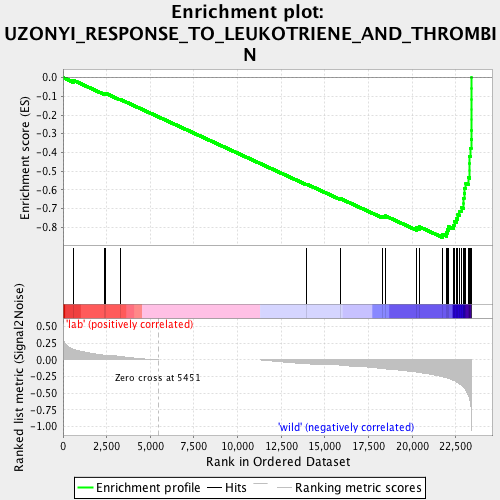 Enrichment plot:
UZONYI_RESPONSE_TO_LEUKOTRIENE_AND_THROMBI
N
Enrichment score (ES)
0.0
-0.1
-0.2
-0.3
-0.4
-0.5
-0.6
-0.7
-0.8
Ranked list metric (Signal2Noise)
0.50
0.25
0.00
-0.25
-0.50
-0.75
-1.00
'lab' (positively correlated)
Zero cross at 5451
'wild' (negatively correlated)
0
2,500
5,000
7,500
10,000
12,500
15,000
17,500
20,000
22,500
Rank in Ordered Dataset
Enrichment profile
Hits
Ranking metric scores